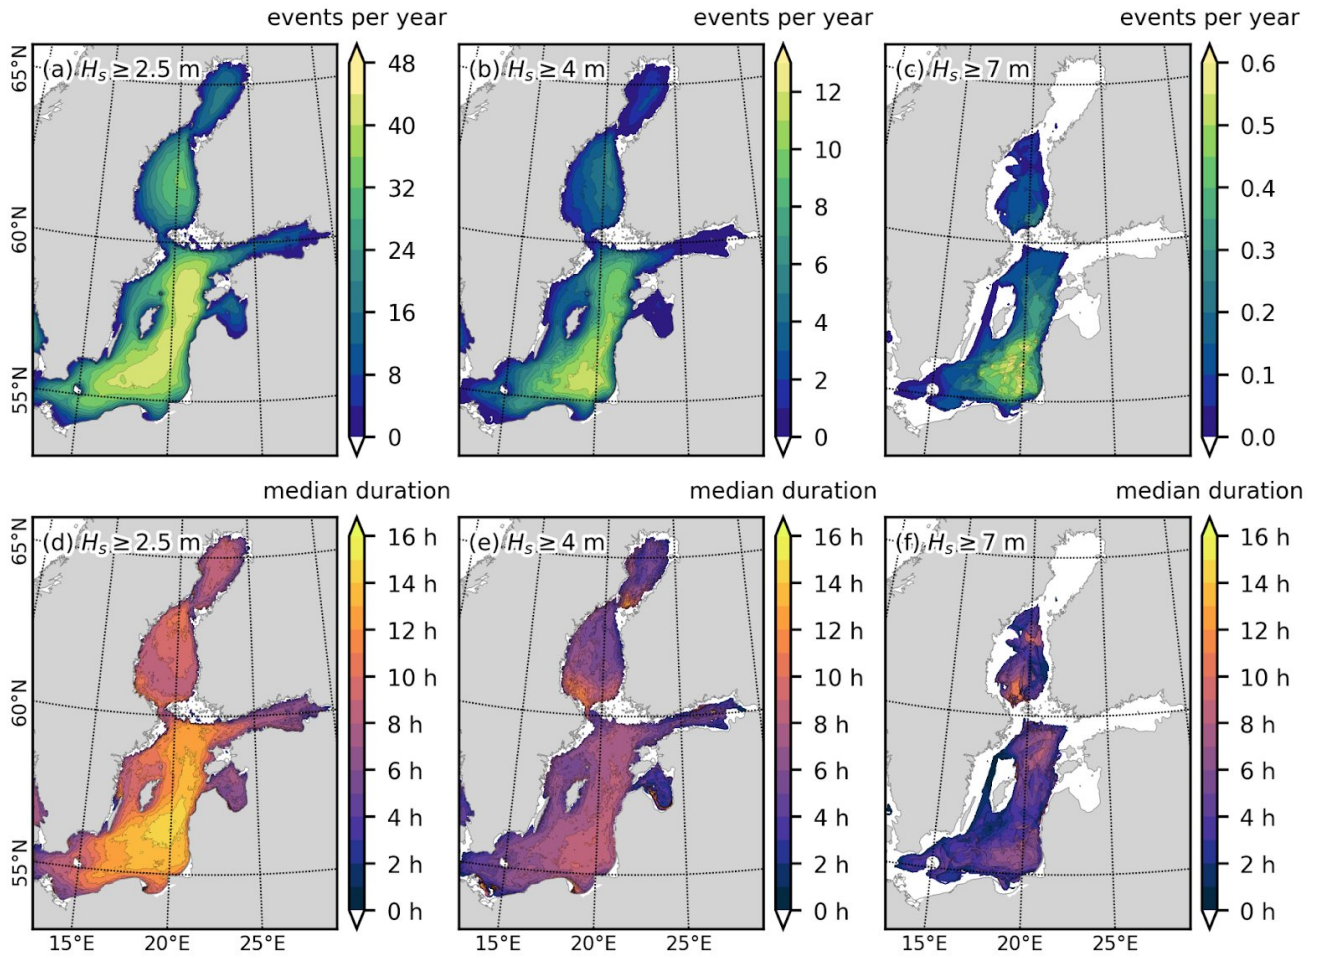 events per year
events per year
events per year
(a) Hs ≥ 2.5 m
(b) Hs ≥ 4 m
(c) Hs ≥ 7 m
65°N
60°N
55°N
48
40
32
24
16
8
0
12
10
8
6
4
2
0
0.6
0.5
0.4
0.3
0.2
0.1
0.0
median duration
median duration
median duration
(d) Hs ≥ 2.5 m
(e) Hs ≥ 4 m
(f) Hs ≥ 7 m
65°N
60°N
55°N
16 h
14 h
12 h
10 h
8 h
6 h
4 h
2 h
0 h
16 h
14 h
12 h
10 h
8 h
6 h
4 h
2 h
0 h
16 h
14 h
12 h
10 h
8 h
6 h
4 h
2 h
0 h
15°E 20°E 25°E
15°E 20°E 25°E
15°E 20°E 25°E